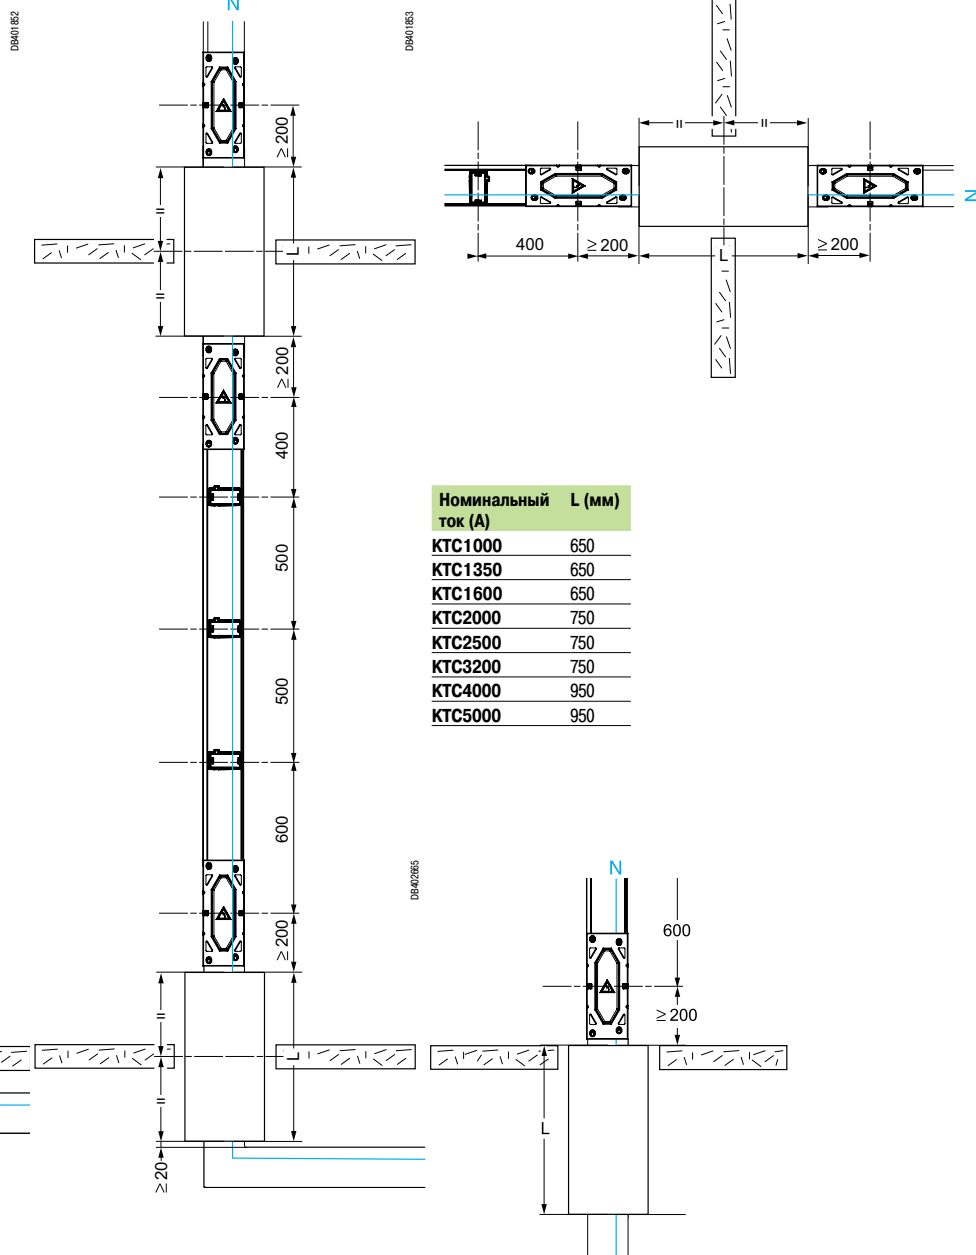 DB401852
N
≥ 200
=
L
=
≥ 200
400
500
500
600
≥ 200
=
L
=
≥ 20
DB401853
=
=
N
400
≥ 200
L
≥ 200
Номинальный ток (А) L (мм)
KTC1000 650
KTC1350 650
KTC1600 650
KTC2000 750
KTC2500 750
KTC3200 750
KTC4000 950
KTC5000 950
DB402665
N
600
≥ 200
L